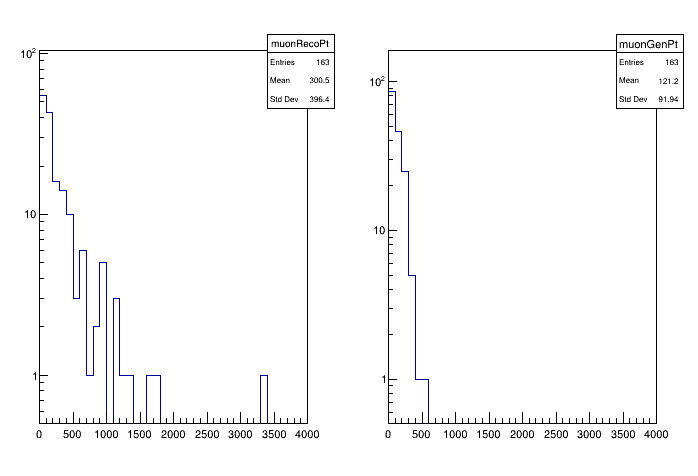 muonRecoPt
Entries 163
Mean 300.5
Std Dev 396.4
10²
10
1
0 500 1000 1500 2000 2500 3000 3500 4000
muonGenPt
Entries 163
Mean 121.2
Std Dev 91.94
10²
10
1
0 500 1000 1500 2000 2500 3000 3500 4000